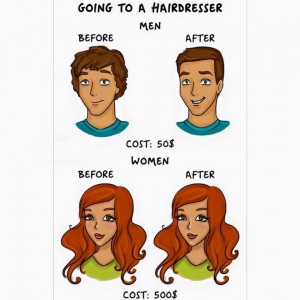 GOING TO A HAIRDRESSER
MEN
BEFORE AFTER
COST: 50$
WOMEN
BEFORE AFTER
COST: 500$